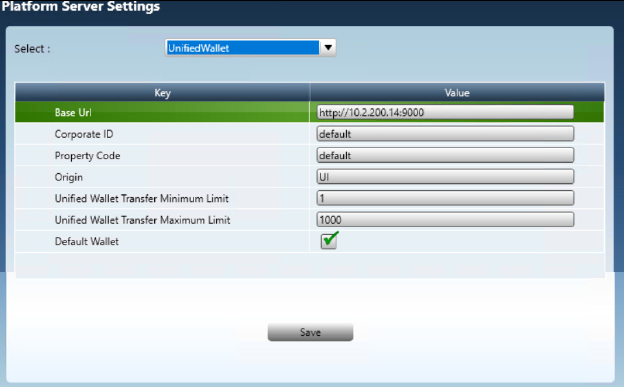 Platform Server Settings
Select : UnifiedWallet
Key Value
Base Url http://10.2.200.14:9000
Corporate ID default
Property Code default
Origin UI
Unified Wallet Transfer Minimum Limit 1
Unified Wallet Transfer Maximum Limit 1000
Default Wallet
Save